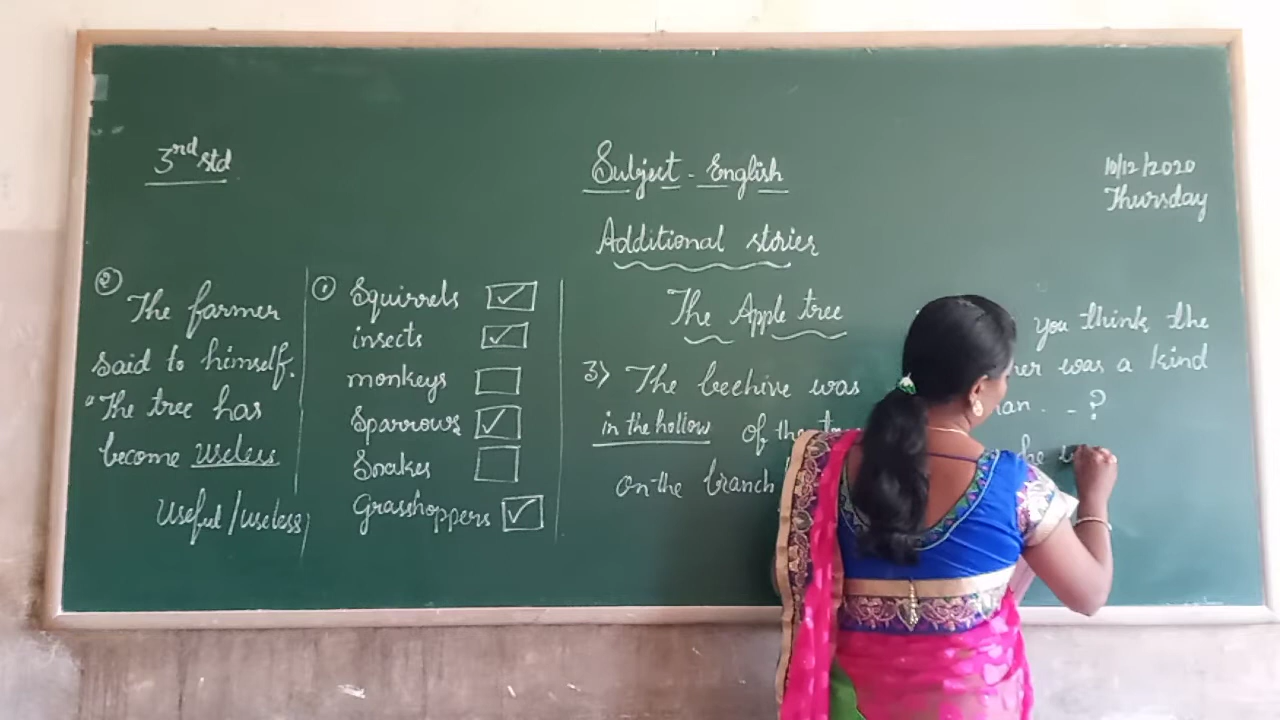 3rd std
Subject - English
10/12/2020
Thursday
Additional stories
The Apple tree
② The farmer
said to himself.
"The tree has
become useless
Useful/useless
① Squirrels ✓
insects ✓
monkeys
Sparrows ✓
Snakes
Grasshoppers ✓
3> The beehive was
in the hollow of the
on the branch
you think the
was a kind
?
he